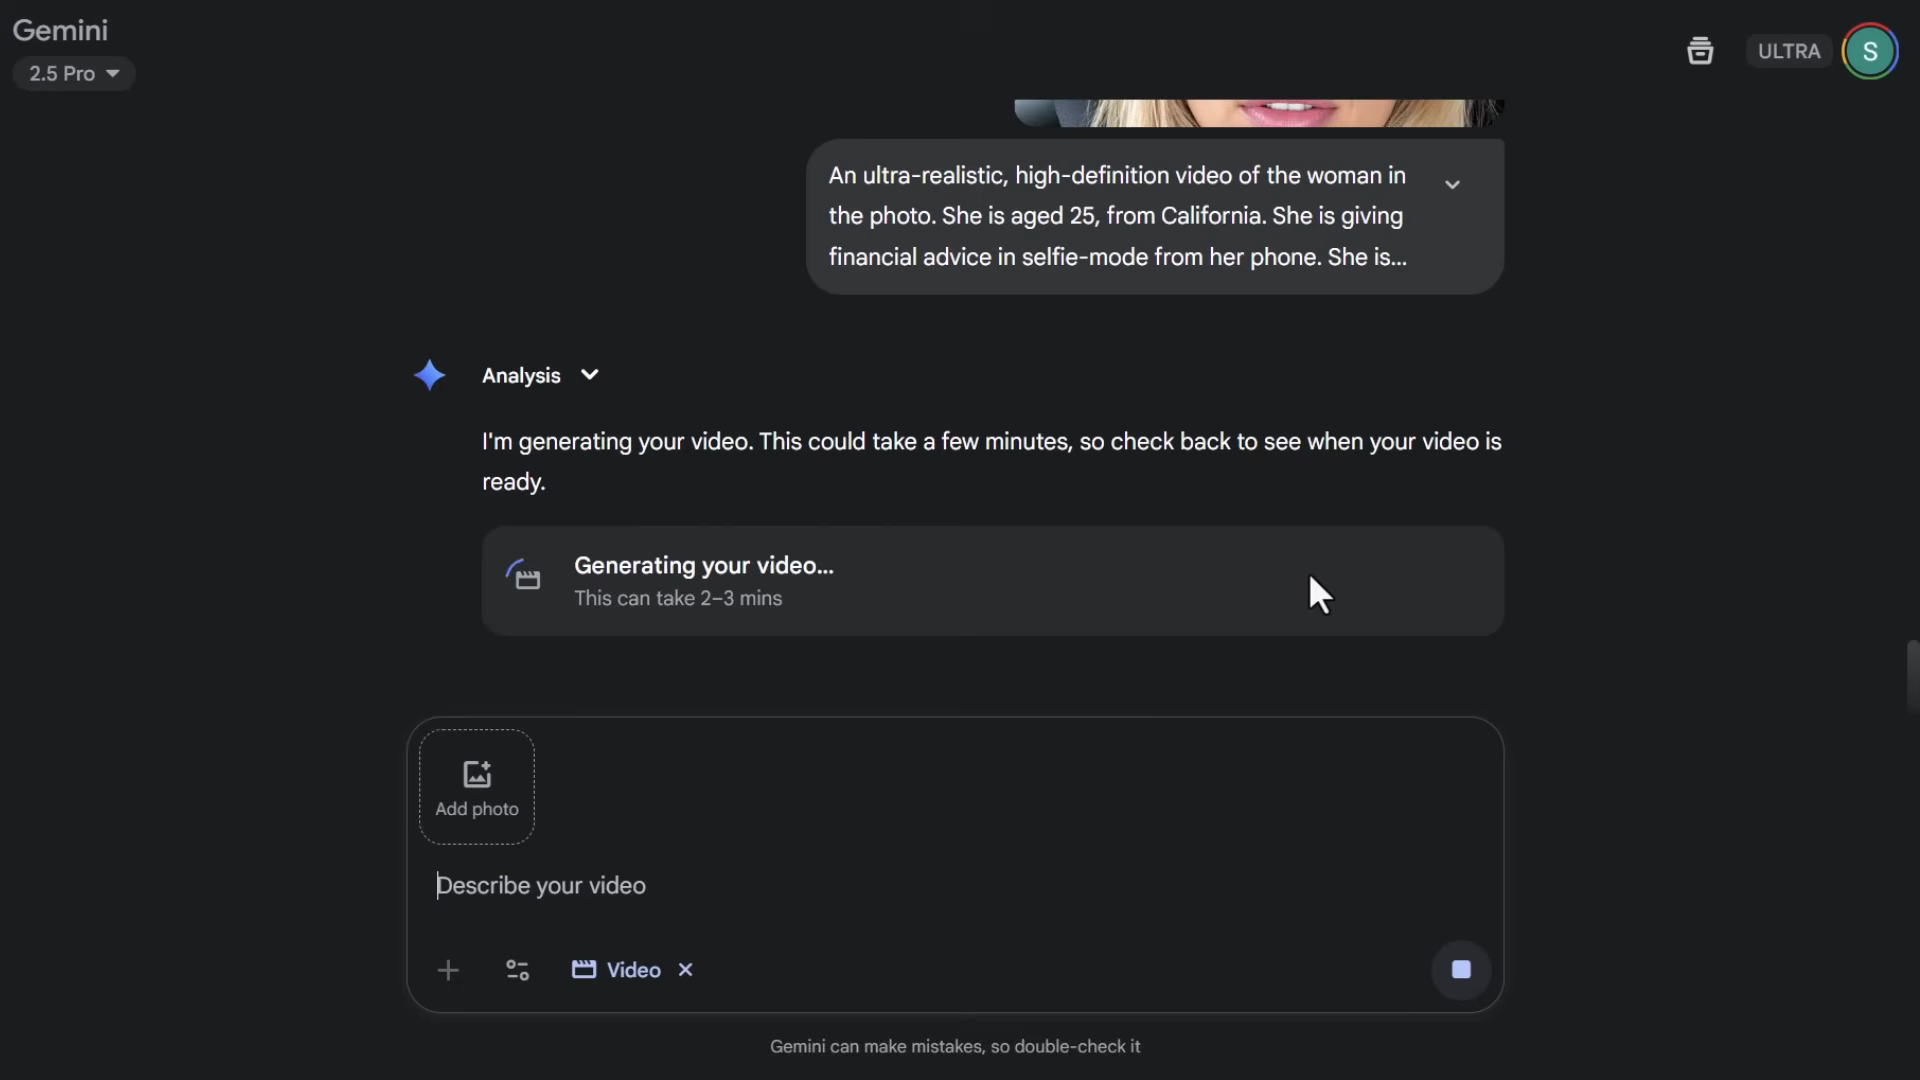 Gemini
2.5 Pro
ULTRA
S
An ultra-realistic, high-definition video of the woman in
the photo. She is aged 25, from California. She is giving
financial advice in selfie-mode from her phone. She is...
Analysis
I'm generating your video. This could take a few minutes, so check back to see when your video is
ready.
Generating your video...
This can take 2–3 mins
Add photo
Describe your video
Video
Gemini can make mistakes, so double-check it